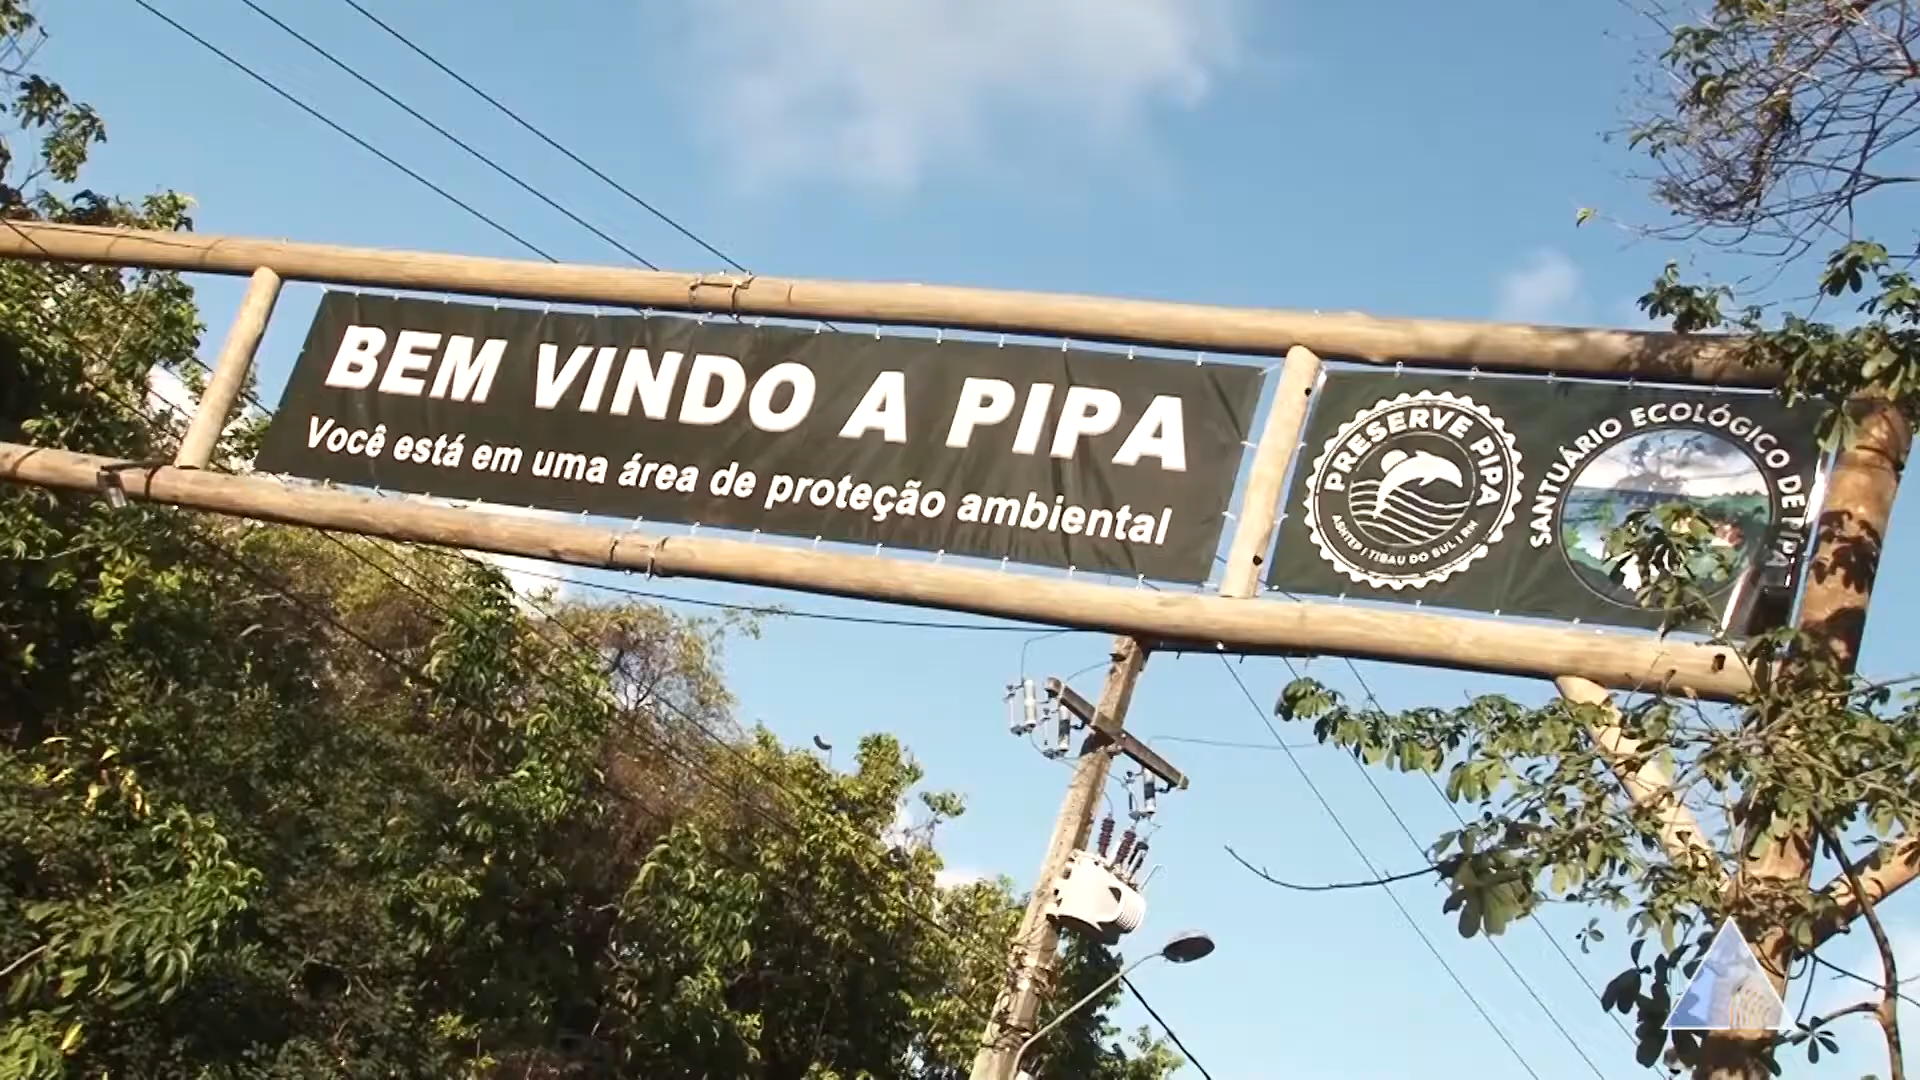 BEM VINDO A PIPA
Você está em uma área de proteção ambiental
PRESERVE PIPA
ASHTEP | TIBAU DO SUL | RN
SANTUÁRIO ECOLÓGICO DE PIPA